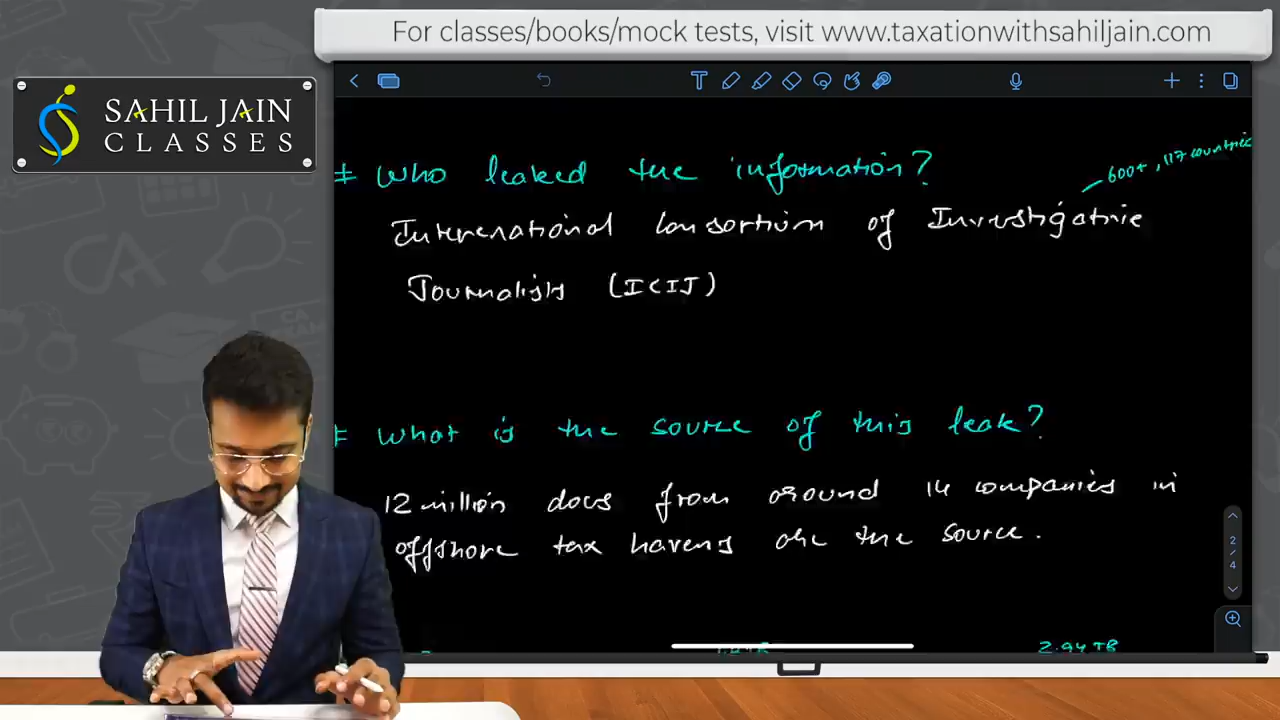 For classes/books/mock tests, visit www.taxationwithsahiljain.com
SAHIL JAIN
CLASSES
# Who leaked the information?
600+, 117 countries
International Consortium of Investigative
Journalists (ICIJ)
# What is the source of this leak?
12 million docs from around 14 companies in
offshore tax havens are the source.
2
4
2.94 TB